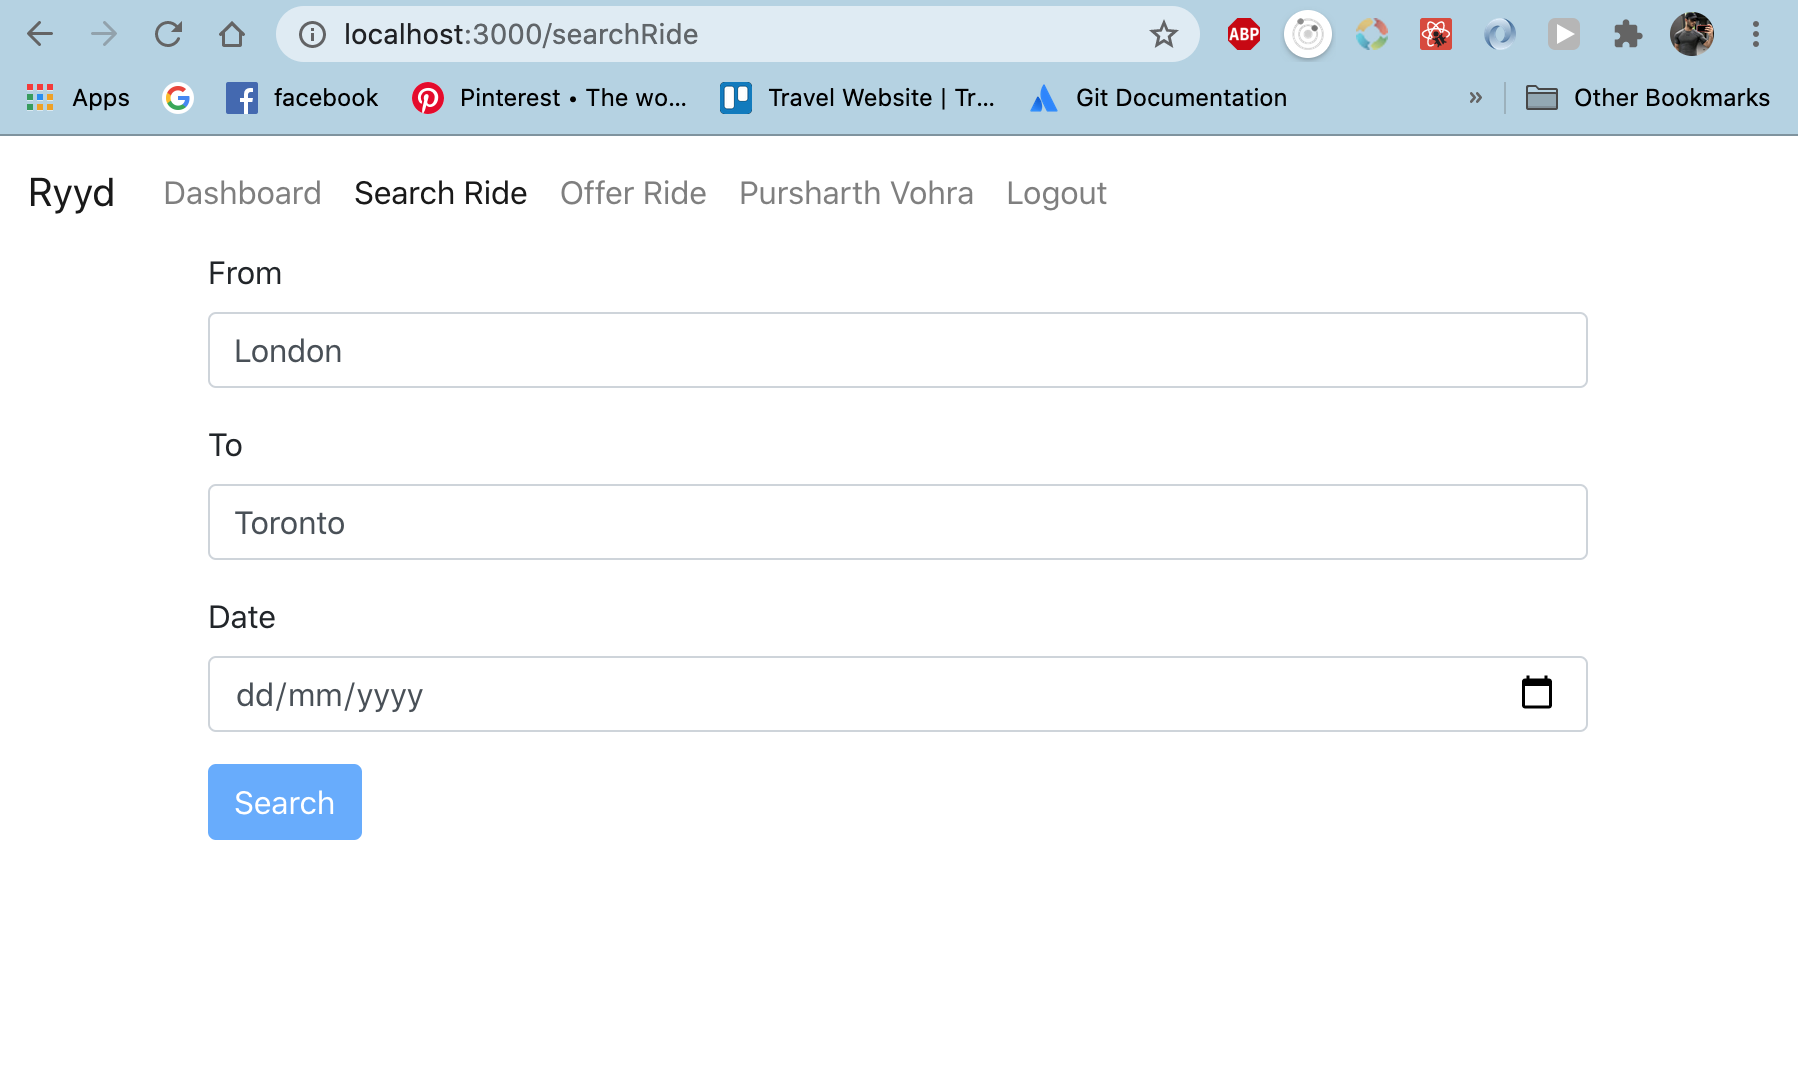 localhost:3000/searchRide
ABP
Apps facebook Pinterest • The wo... Travel Website | Tr... Git Documentation » Other Bookmarks
Ryyd Dashboard Search Ride Offer Ride Pursharth Vohra Logout
From
London
To
Toronto
Date
dd/mm/yyyy
Search